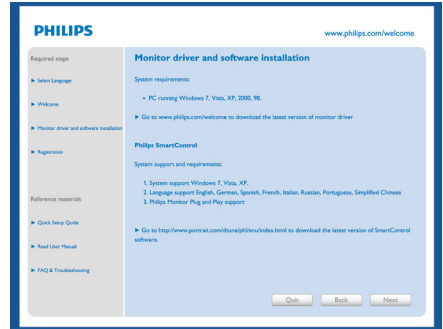 PHILIPS
www.philips.com/welcome
Required steps
► Select Language:
► Welcome
► Monitor driver and software installation
► Registration
Reference materials
► Quick Setup Guide
► Read User Manual
► FAQ & Troubleshooting
Monitor driver and software installation
System requirements:
• PC running Windows 7, Vista, XP, 2000, 98.
► Go to www.philips.com/welcome to download the latest version of monitor driver
Philips SmartControl
System support and requirements:
1. System support Windows 7, Vista, XP.
2. Language support English, German, Spanish, French, Italian, Russian, Portuguese, Simplified Chinese
3. Philips Monitor Plug and Play support
► Go to http://www.portrait.com/dtune/phl/enu/index.html to download the latest version of SmartControl
software.
Quit
Back
Next